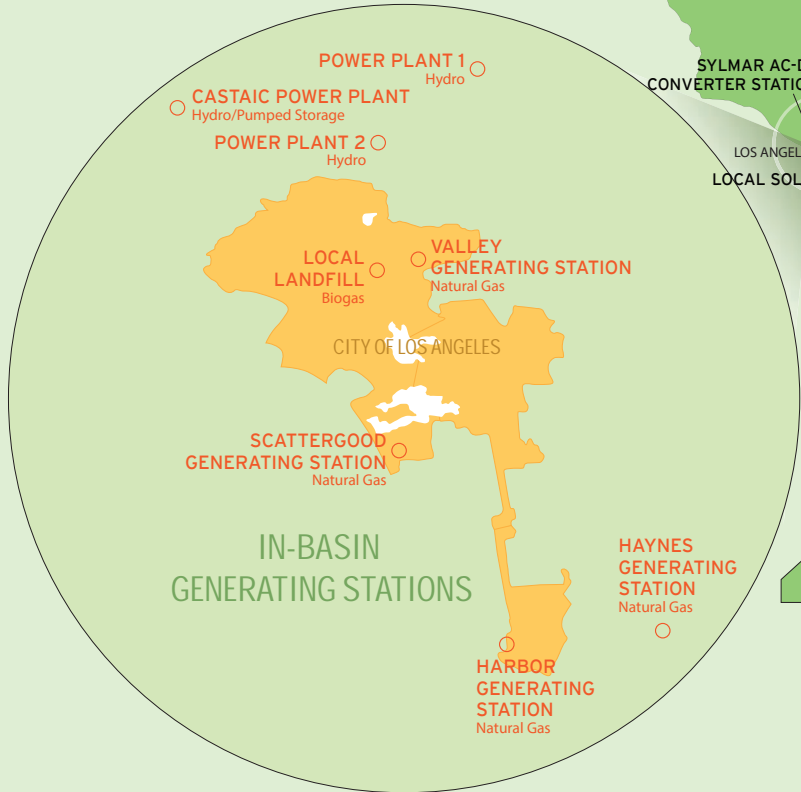 POWER PLANT 1
Hydro
CASTAIC POWER PLANT
Hydro/Pumped Storage
POWER PLANT 2
Hydro
SYLMAR AC-D
CONVERTER STATIO
LOS ANGEL
LOCAL SOL
LOCAL
LANDFILL
Biogas
VALLEY
GENERATING STATION
Natural Gas
CITY OF LOS ANGELES
SCATTERGOOD
GENERATING STATION
Natural Gas
IN-BASIN
GENERATING STATIONS
HAYNES
GENERATING
STATION
Natural Gas
HARBOR
GENERATING
STATION
Natural Gas